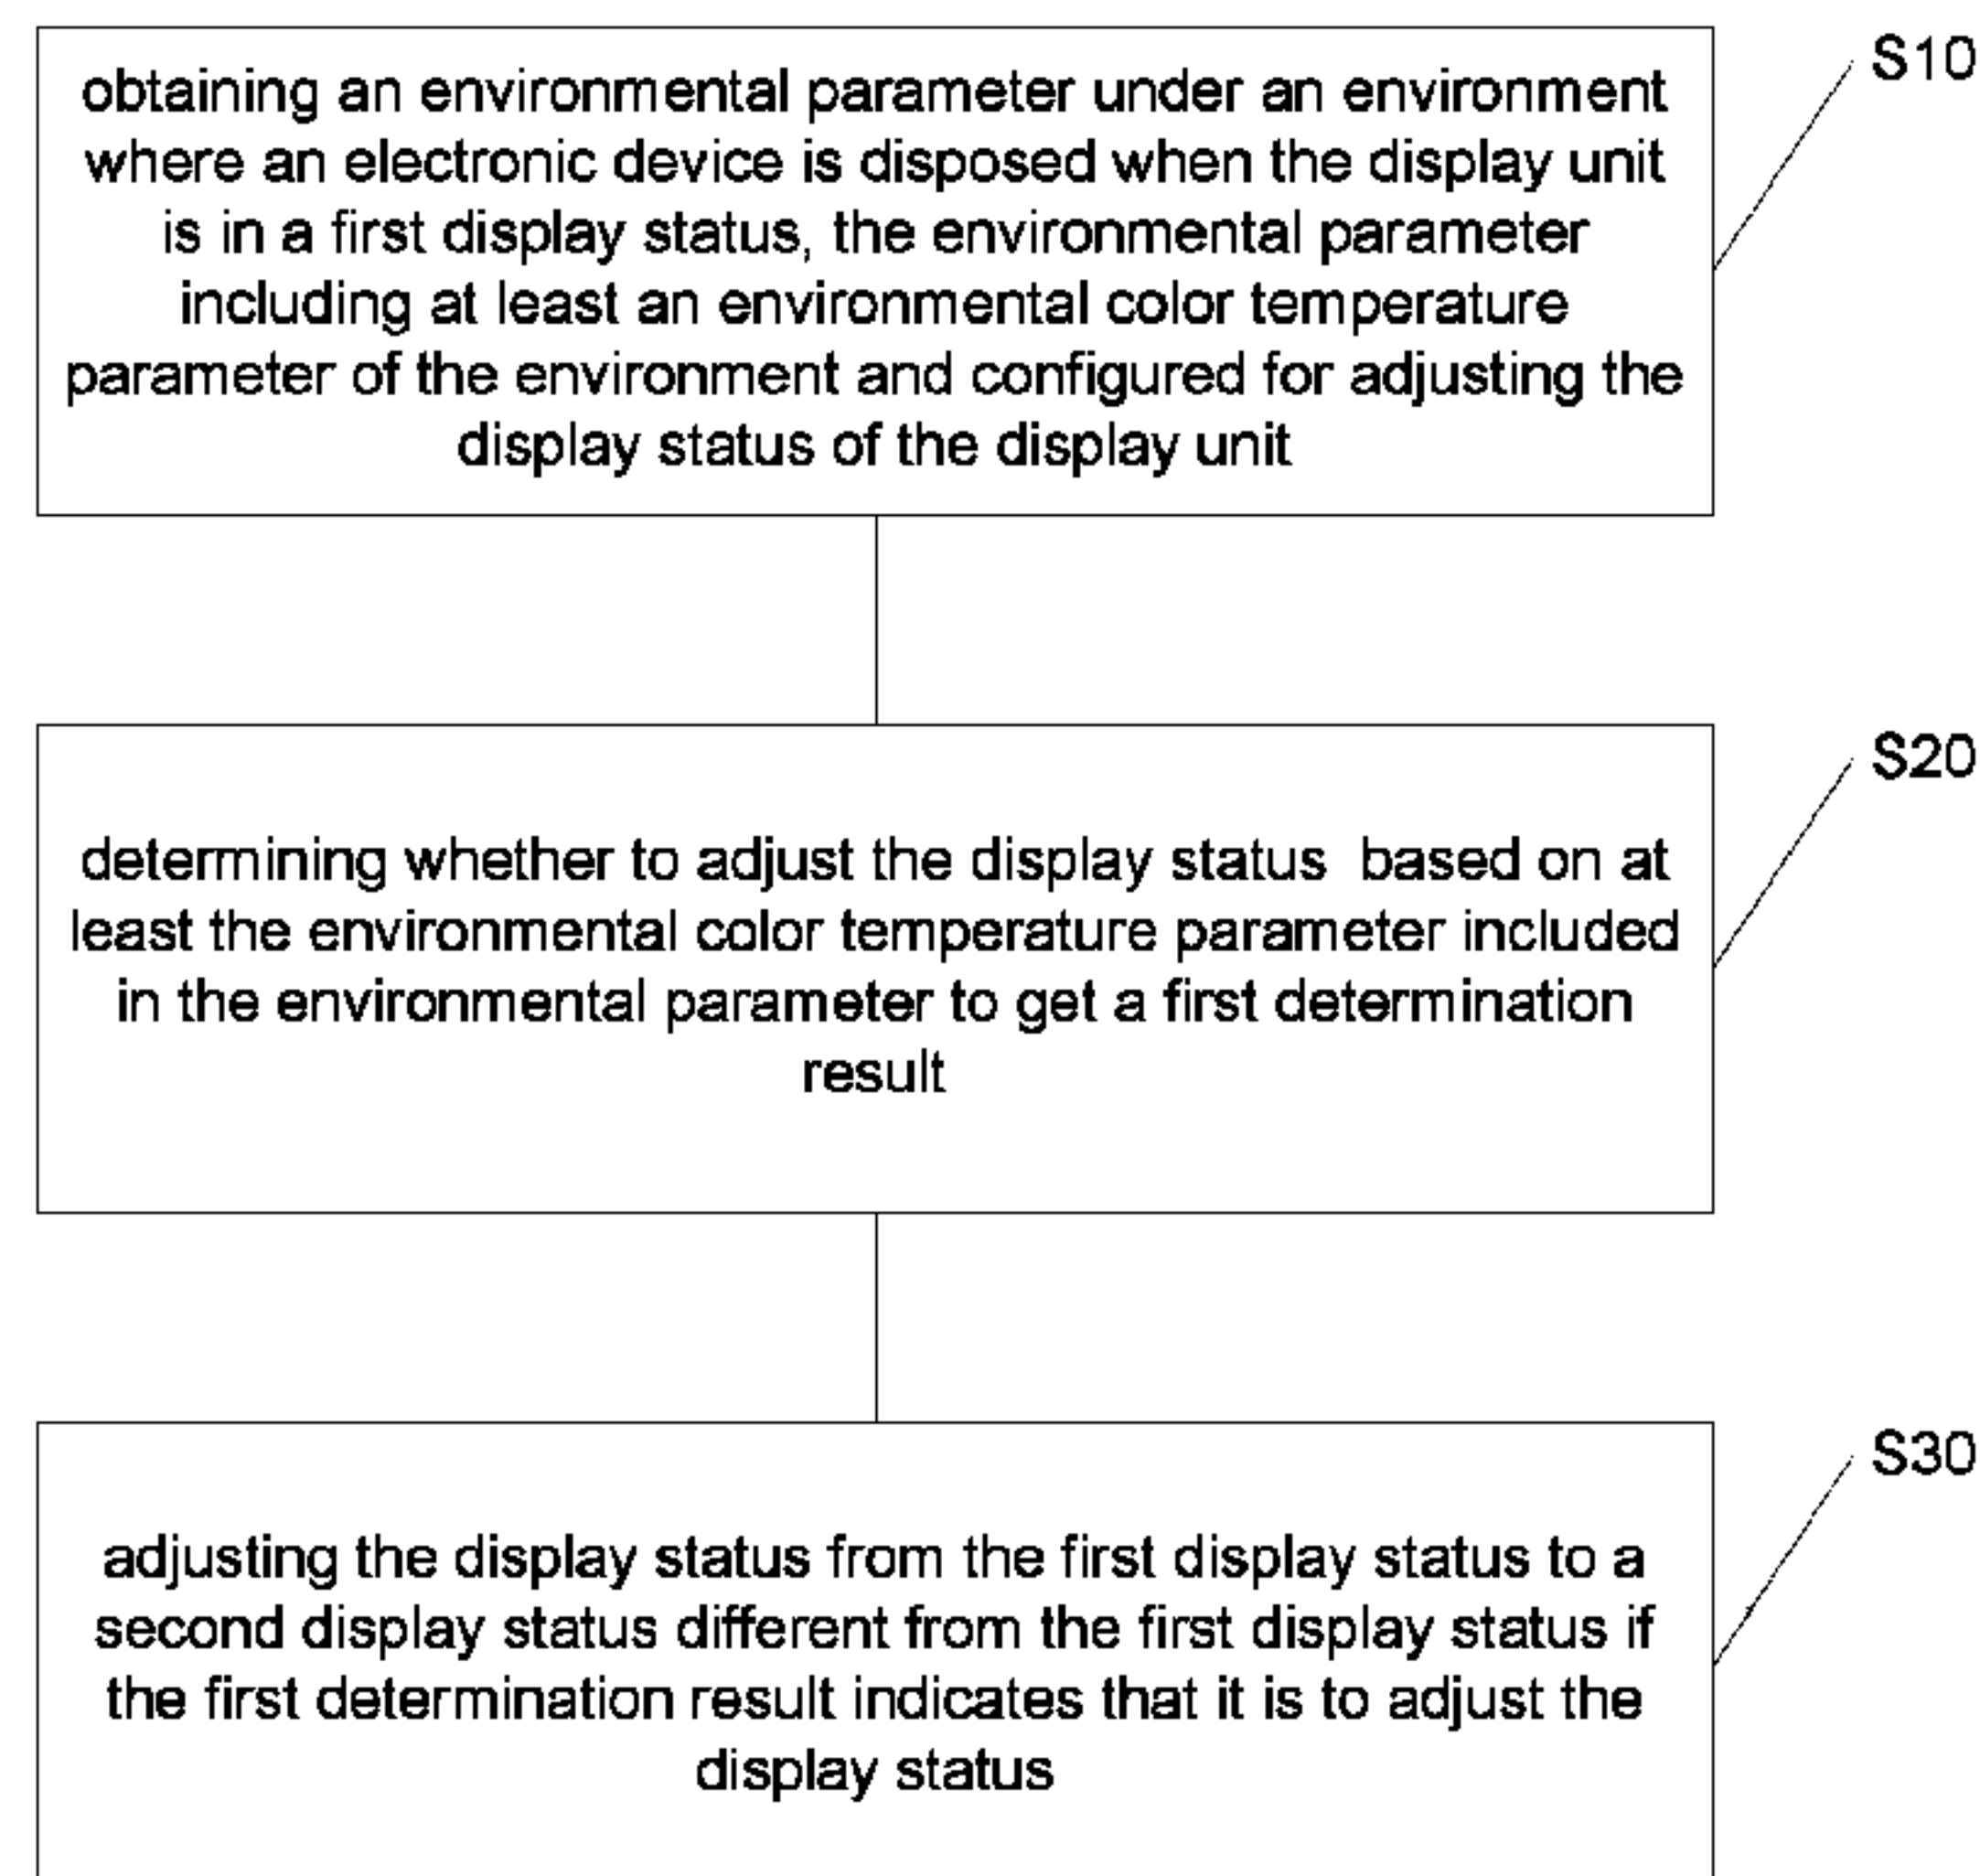 obtaining an environmental parameter under an environment
where an electronic device is disposed when the display unit
is in a first display status, the environmental parameter
including at least an environmental color temperature
parameter of the environment and configured for adjusting the
display status of the display unit
S10
determining whether to adjust the display status  based on at
least the environmental color temperature parameter included
in the environmental parameter to get a first determination
result
S20
adjusting the display status from the first display status to a
second display status different from the first display status if
the first determination result indicates that it is to adjust the
display status
S30